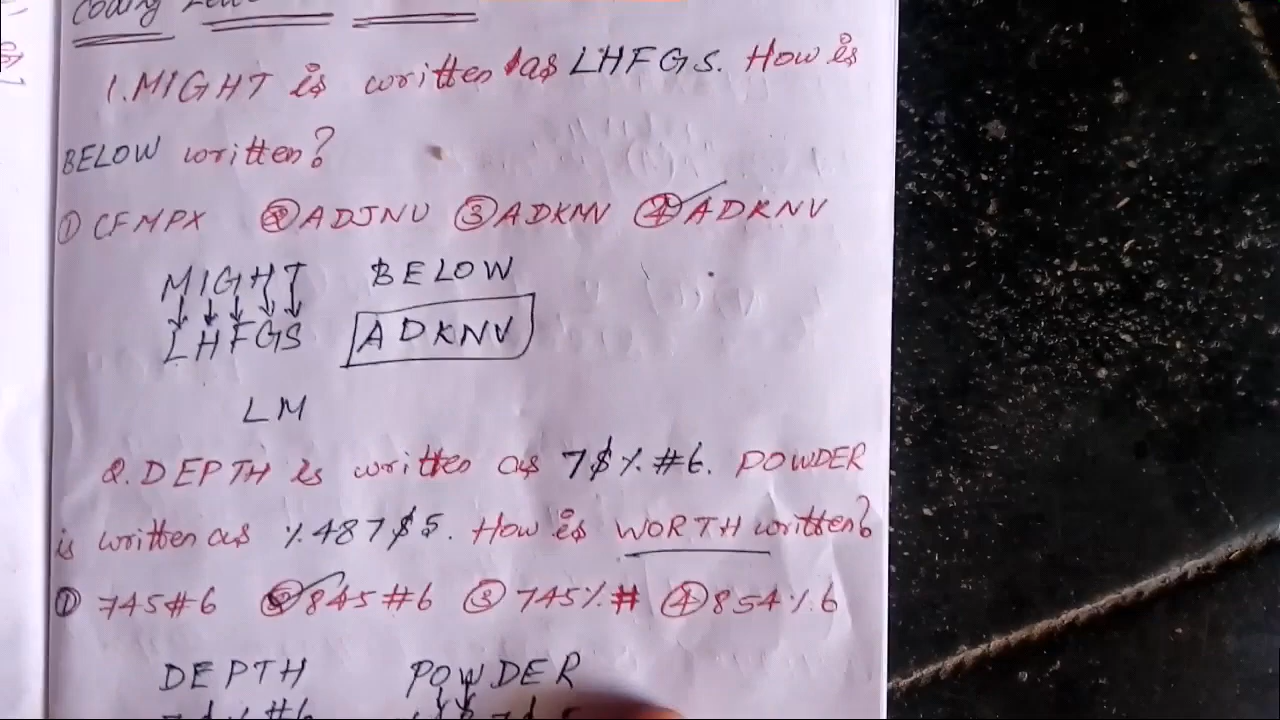 Coding
1.MIGHT is written as LHFGS. How is
BELOW written?
① CFMPX ② ADJNU ③ ADKMV ④ ADKNV
MIGHT BELOW
LHFGS ADKNV
LM
2.DEPTH is written as 7$%#6. POWDER
is written as %487$5. How is WORTH written?
① 745#6 ② 845#6 ③ 745%# ④ 854%6
DEPTH POWDER